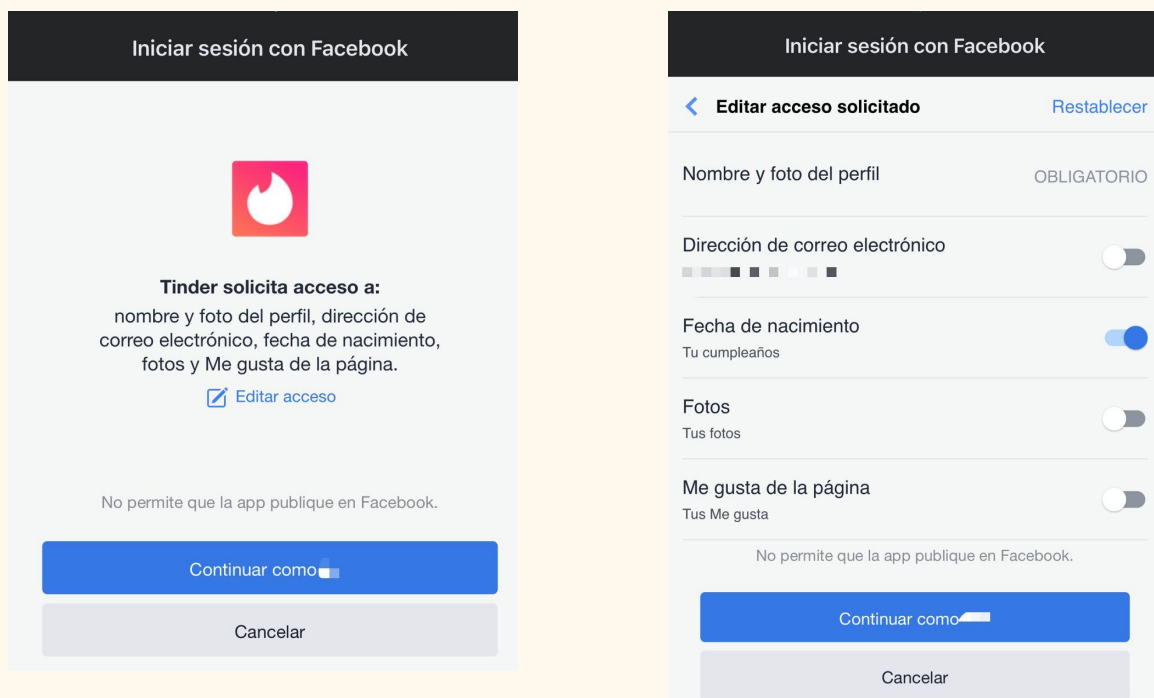 Iniciar sesión con Facebook
Tinder solicita acceso a:
nombre y foto del perfil, dirección de
correo electrónico, fecha de nacimiento,
fotos y Me gusta de la página.
Editar acceso
No permite que la app publique en Facebook.
Continuar como
Cancelar
Iniciar sesión con Facebook
Editar acceso solicitado Restablecer
Nombre y foto del perfil OBLIGATORIO
Dirección de correo electrónico
Fecha de nacimiento
Tu cumpleaños
Fotos
Tus fotos
Me gusta de la página
Tus Me gusta
No permite que la app publique en Facebook.
Continuar como
Cancelar